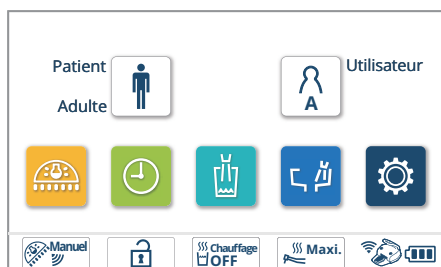 Patient
Adulte
Utilisateur
A
Manuel
Chauffage
OFF
Maxi.